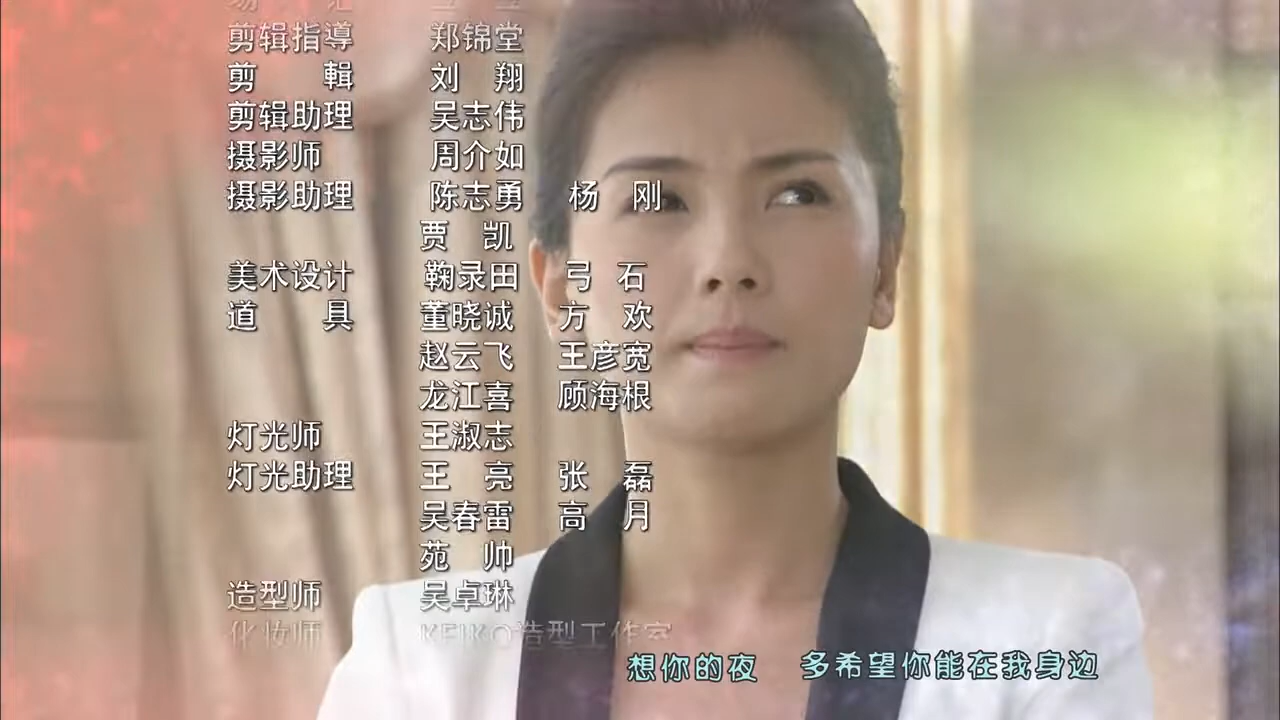 剪辑指導 郑锦堂
剪 輯 刘 翔
剪辑助理 吴志伟
摄影师 周介如
摄影助理 陈志勇 杨 刚
贾 凯
美术设计 鞠录田 弓 石
道 具 董晓诚 方 欢
赵云飞 王彦宽
龙江喜 顾海根
灯光师 王淑志
灯光助理 王 亮 张 磊
吴春雷 高 月
苑 帅
造型师 吴卓琳
化妆师 KEIKO造型工作室
想你的夜 多希望你能在我身边